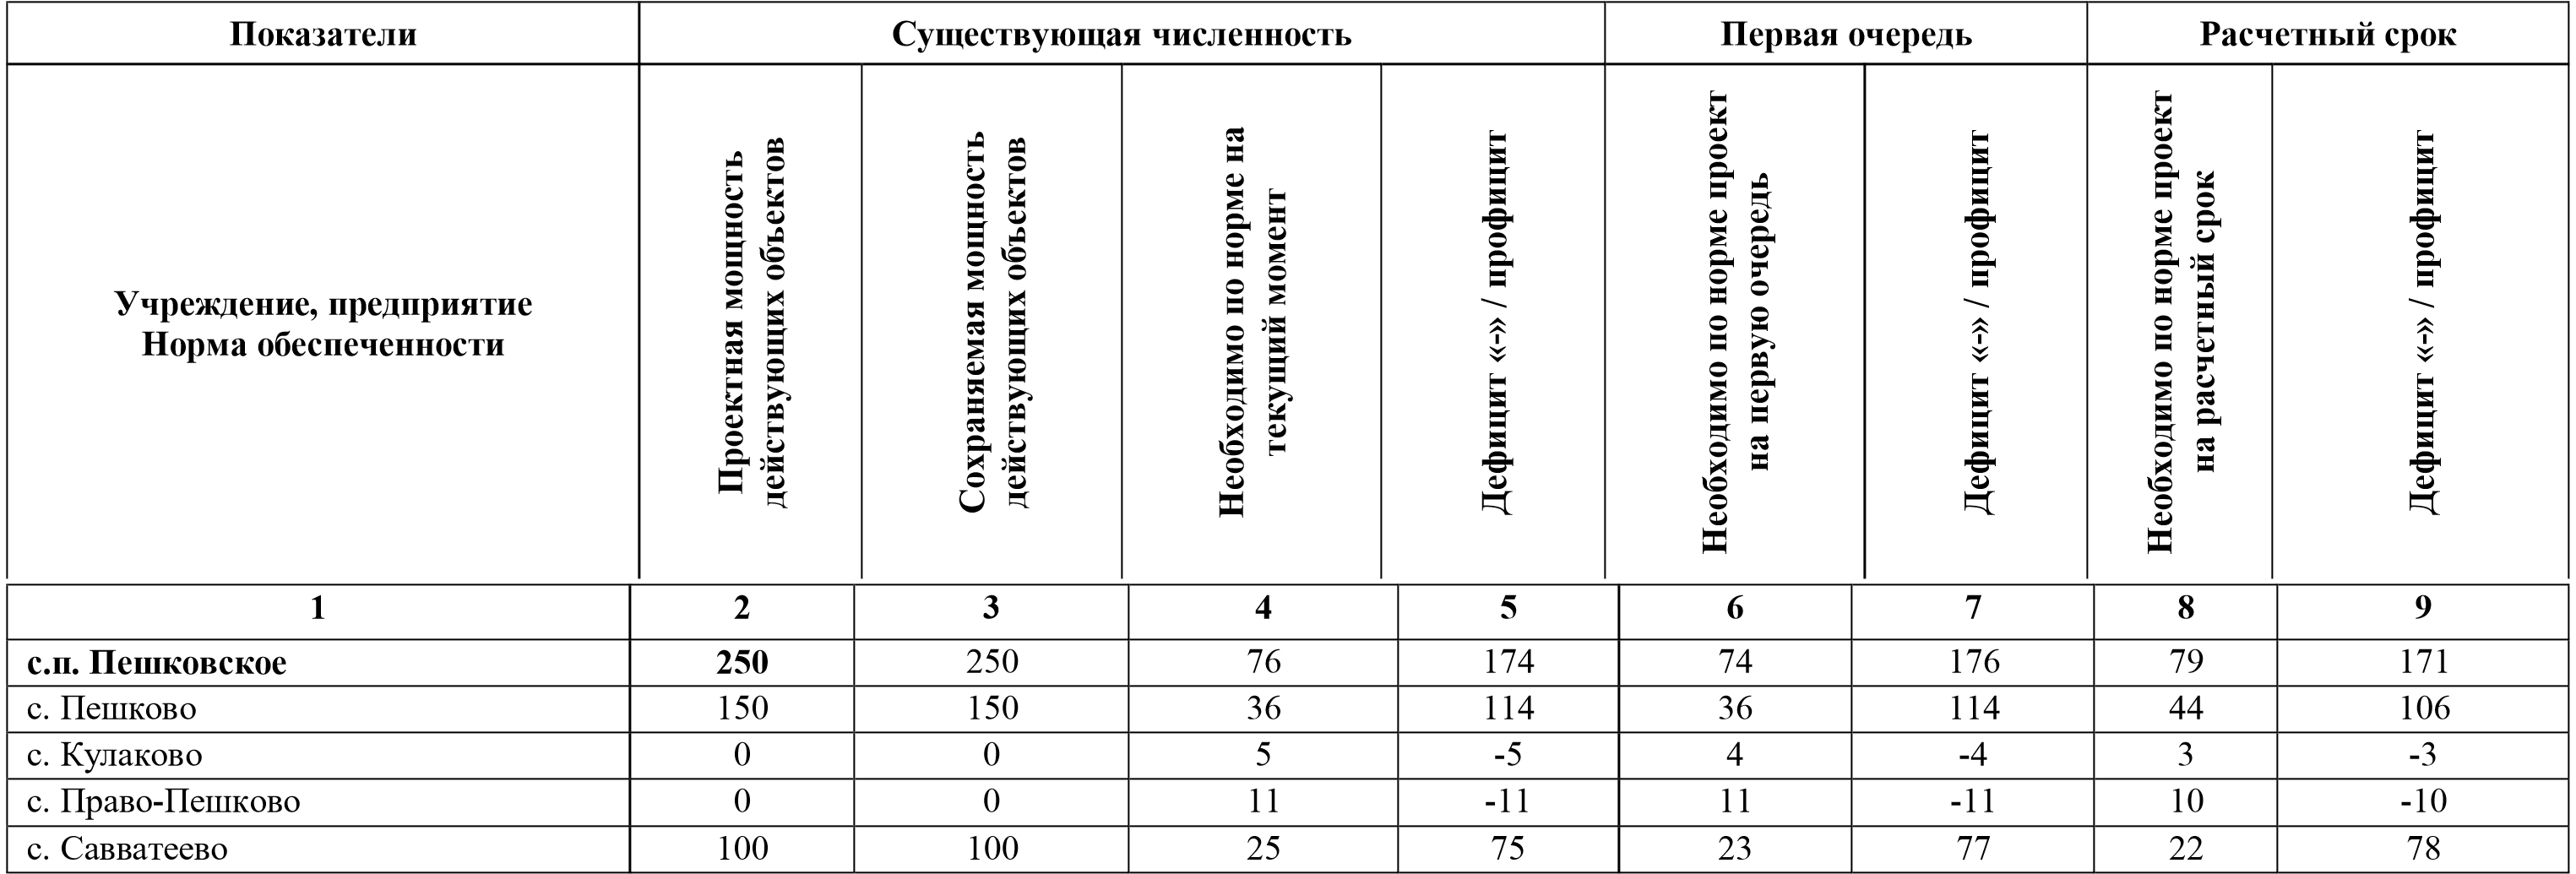 Показатели Существующая численность Первая очередь Расчетный срок
Учреждение, предприятие
Норма обеспеченности
Проектная мощность
действующих объектов
Сохраняемая мощность
действующих объектов
Необходимо по норме на
текущий момент
Дефицит «-» / профицит
Необходимо по норме проект
на первую очередь
Дефицит «-» / профицит
Необходимо по норме проект
на расчетный срок
Дефицит «-» / профицит
1 2 3 4 5 6 7 8 9
с.п. Пешковское 250 250 76 174 74 176 79 171
с. Пешково 150 150 36 114 36 114 44 106
с. Кулаково 0 0 5 -5 4 -4 3 -3
с. Право-Пешково 0 0 11 -11 11 -11 10 -10
с. Савватеево 100 100 25 75 23 77 22 78